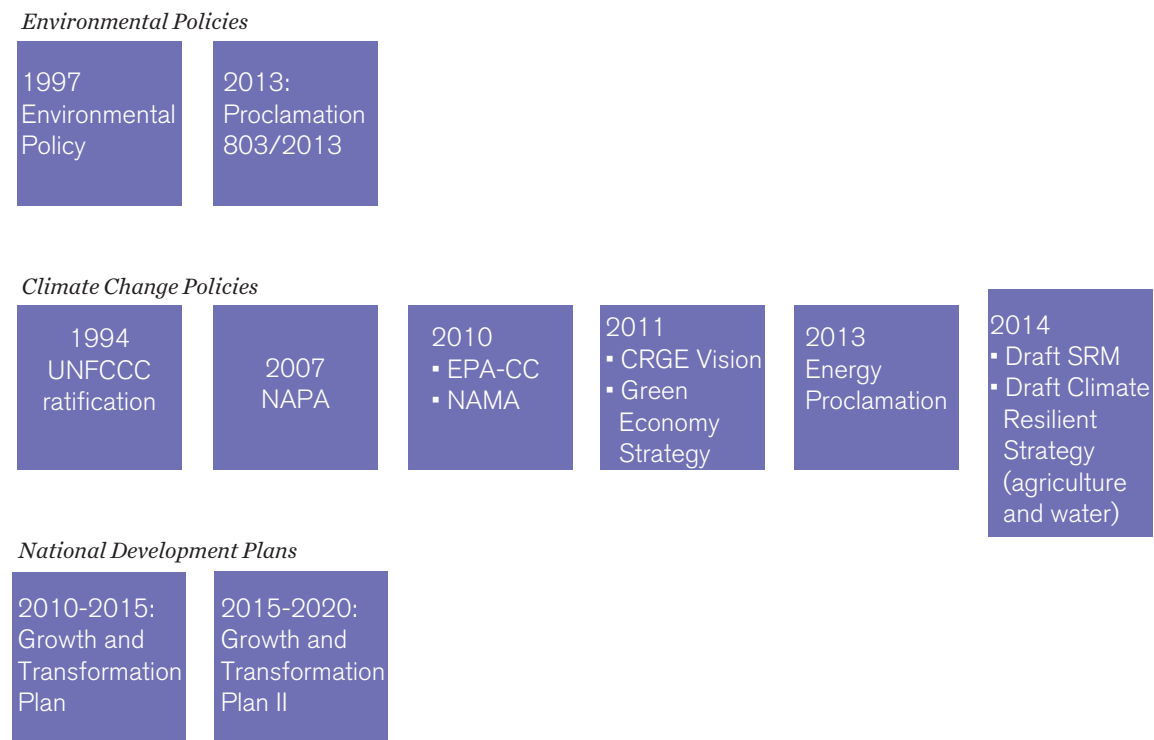 Environmental Policies
1997
Environmental
Policy
2013:
Proclamation
803/2013
Climate Change Policies
1994
UNFCCC
ratification
2007
NAPA
2010
▪ EPA-CC
▪ NAMA
2011
▪ CRGE Vision
▪ Green
Economy
Strategy
2013
Energy
Proclamation
2014
▪ Draft SRM
▪ Draft Climate
Resilient
Strategy
(agriculture
and water)
National Development Plans
2010-2015:
Growth and
Transformation
Plan
2015-2020:
Growth and
Transformation
Plan II